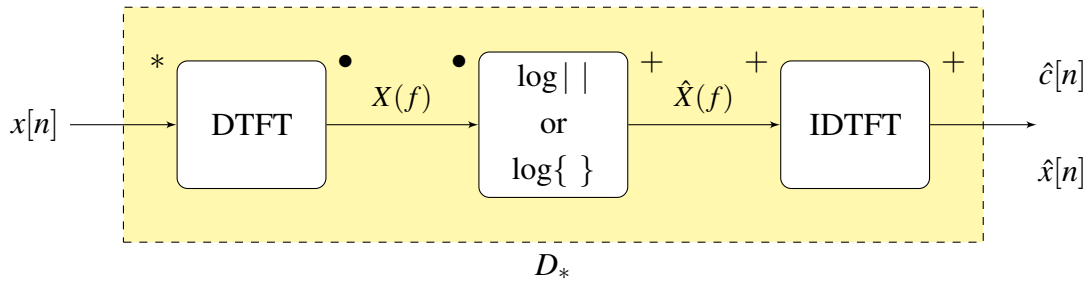 * • • + + +
x[n] DTFT X(f) log| | X̂(f) IDTFT ĉ[n]
or
log{ } x̂[n]
D∗